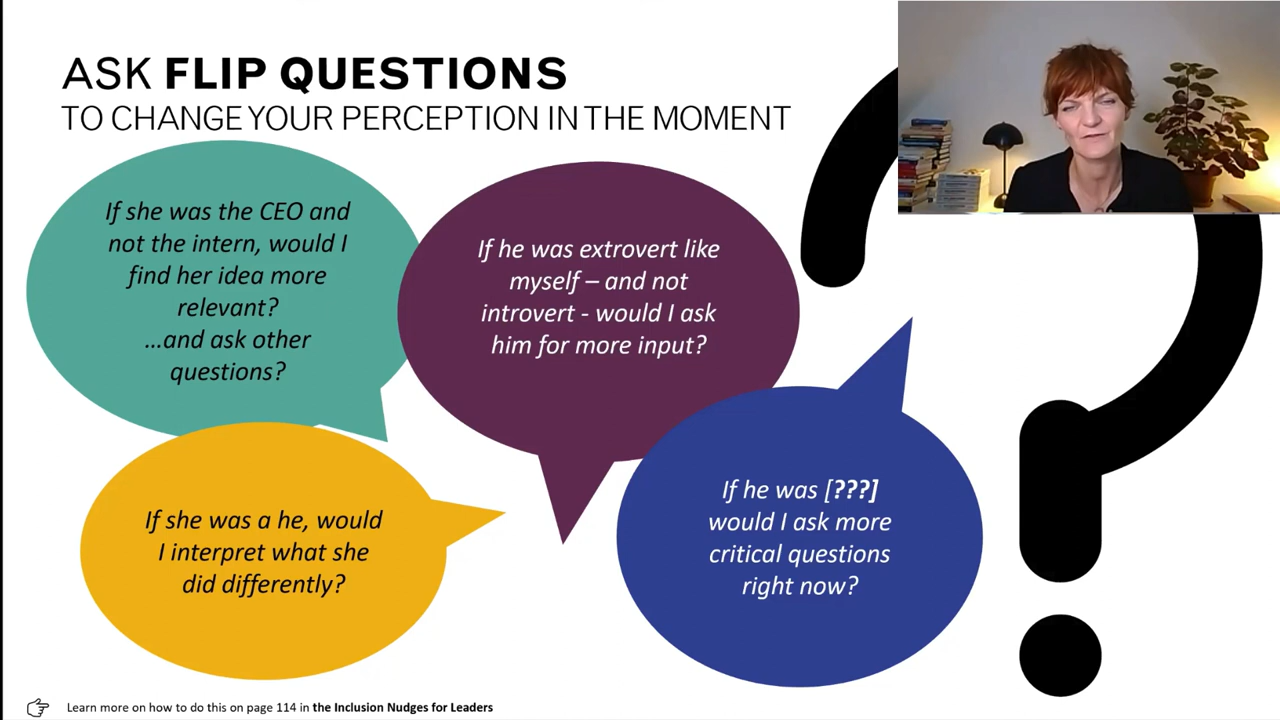 ASK FLIP QUESTIONS
TO CHANGE YOUR PERCEPTION IN THE MOMENT
If she was the CEO and
not the intern, would I
find her idea more
relevant?
...and ask other
questions?
If he was extrovert like
myself – and not
introvert - would I ask
him for more input?
If she was a he, would
I interpret what she
did differently?
If he was [???]
would I ask more
critical questions
right now?
Learn more on how to do this on page 114 in the Inclusion Nudges for Leaders